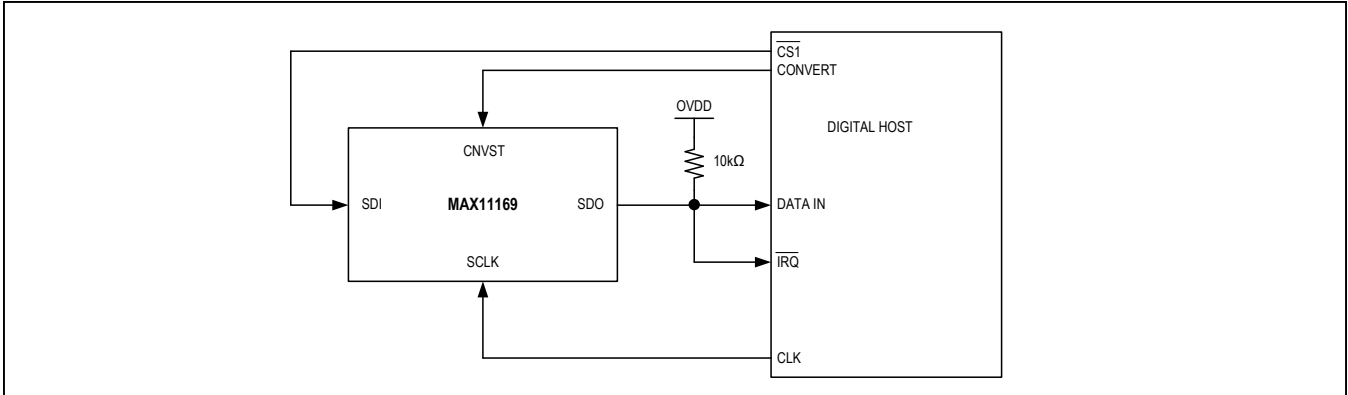 CS1
CONVERT
OVDD
DIGITAL HOST
CNVST
10kΩ
SDI MAX11169 SDO DATA IN
SCLK IRQ
CLK